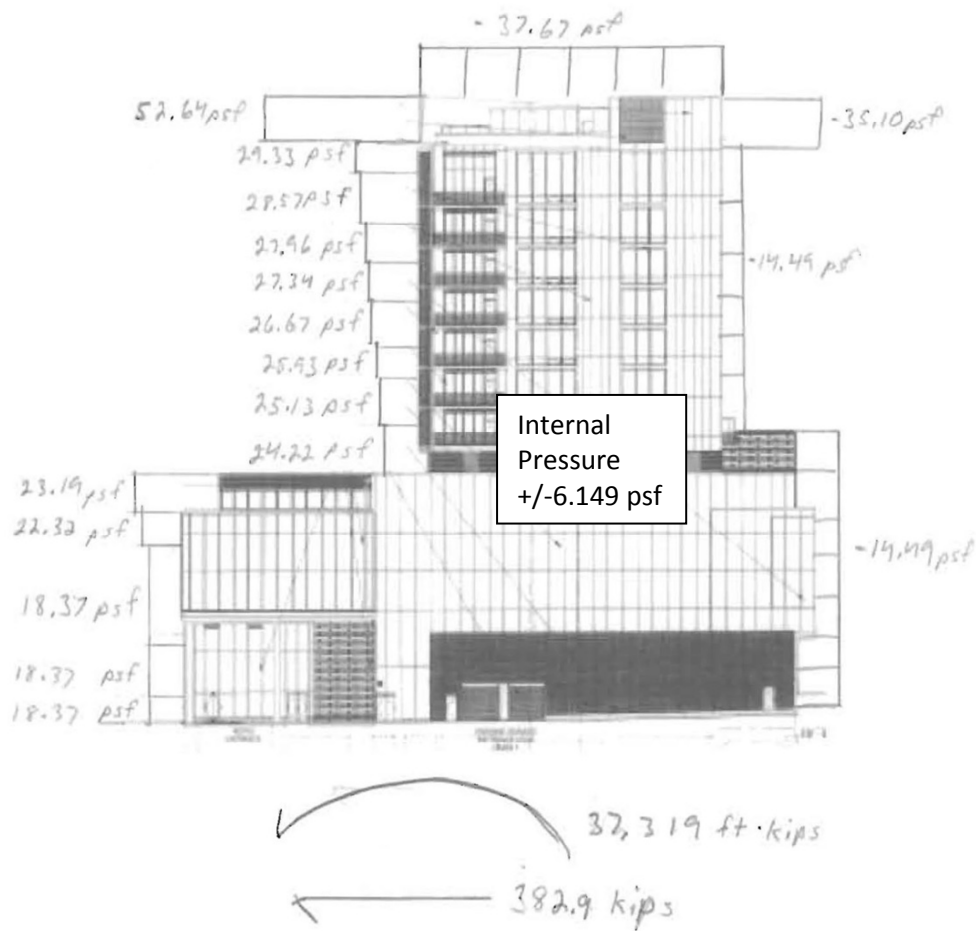 - 37.67 psf
52.64 psf
-35.10 psf
29.33 psf
28.57 psf
27.96 psf
-14.49 psf
27.34 psf
26.67 psf
25.93 psf
25.13 psf
Internal
Pressure
+/-6.149 psf
24.22 psf
23.19 psf
22.32 psf
-14.49 psf
18.37 psf
18.37 psf
18.37 psf
37,319 ft·kips
382.9 kips